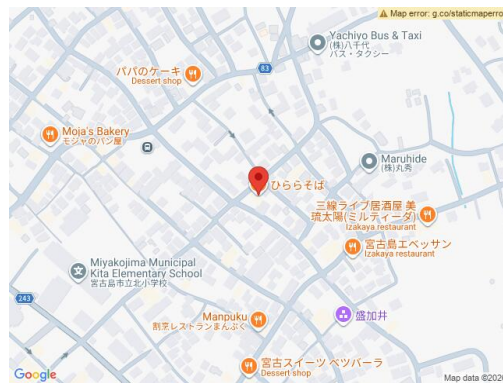 Map error: g.co/staticmaperro
Yachiyo Bus & Taxi
(株)八千代
バス・タクシー
パパのケーキ
Dessert shop
83
Moja's Bakery
モジャのパン屋
Maruhide
(株)丸秀
ひららそば
三線ライブ居酒屋 美
琉太陽(ミルティーダ)
Izakaya restaurant
宮古島エベッサン
Izakaya restaurant
Miyakojima Municipal
Kita Elementary School
宮古島市立北小学校
243
Manpuku
割烹レストランまんぷく
盛加井
宮古スイーツ ベツバーラ
Dessert shop
Google
Map data ©202